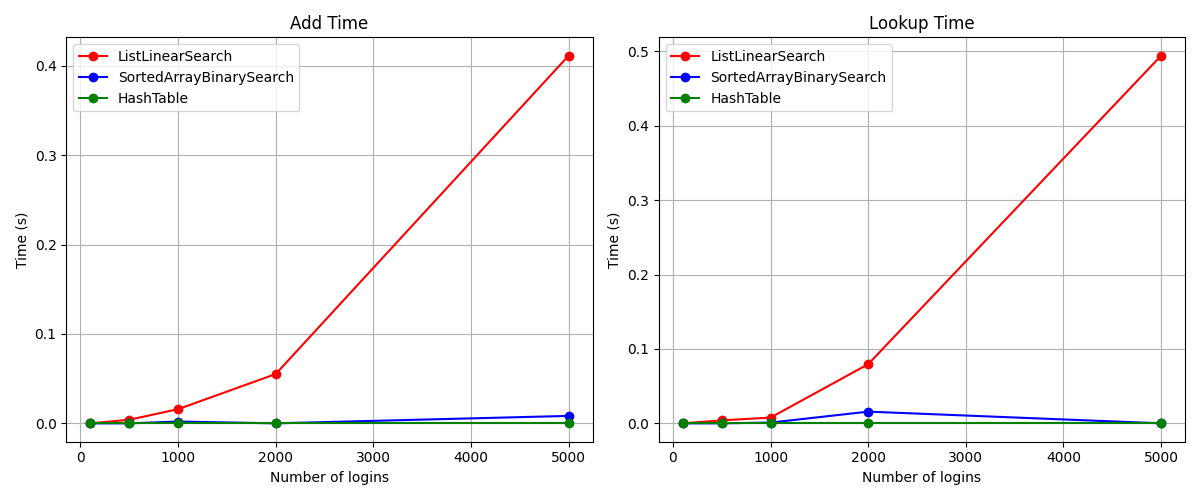 Add Time
ListLinearSearch
SortedArrayBinarySearch
HashTable
0.4
0.3
0.2
0.1
0.0
Time (s)
0
1000
2000
3000
4000
5000
Number of logins
Lookup Time
ListLinearSearch
SortedArrayBinarySearch
HashTable
0.5
0.4
0.3
0.2
0.1
0.0
Time (s)
0
1000
2000
3000
4000
5000
Number of logins